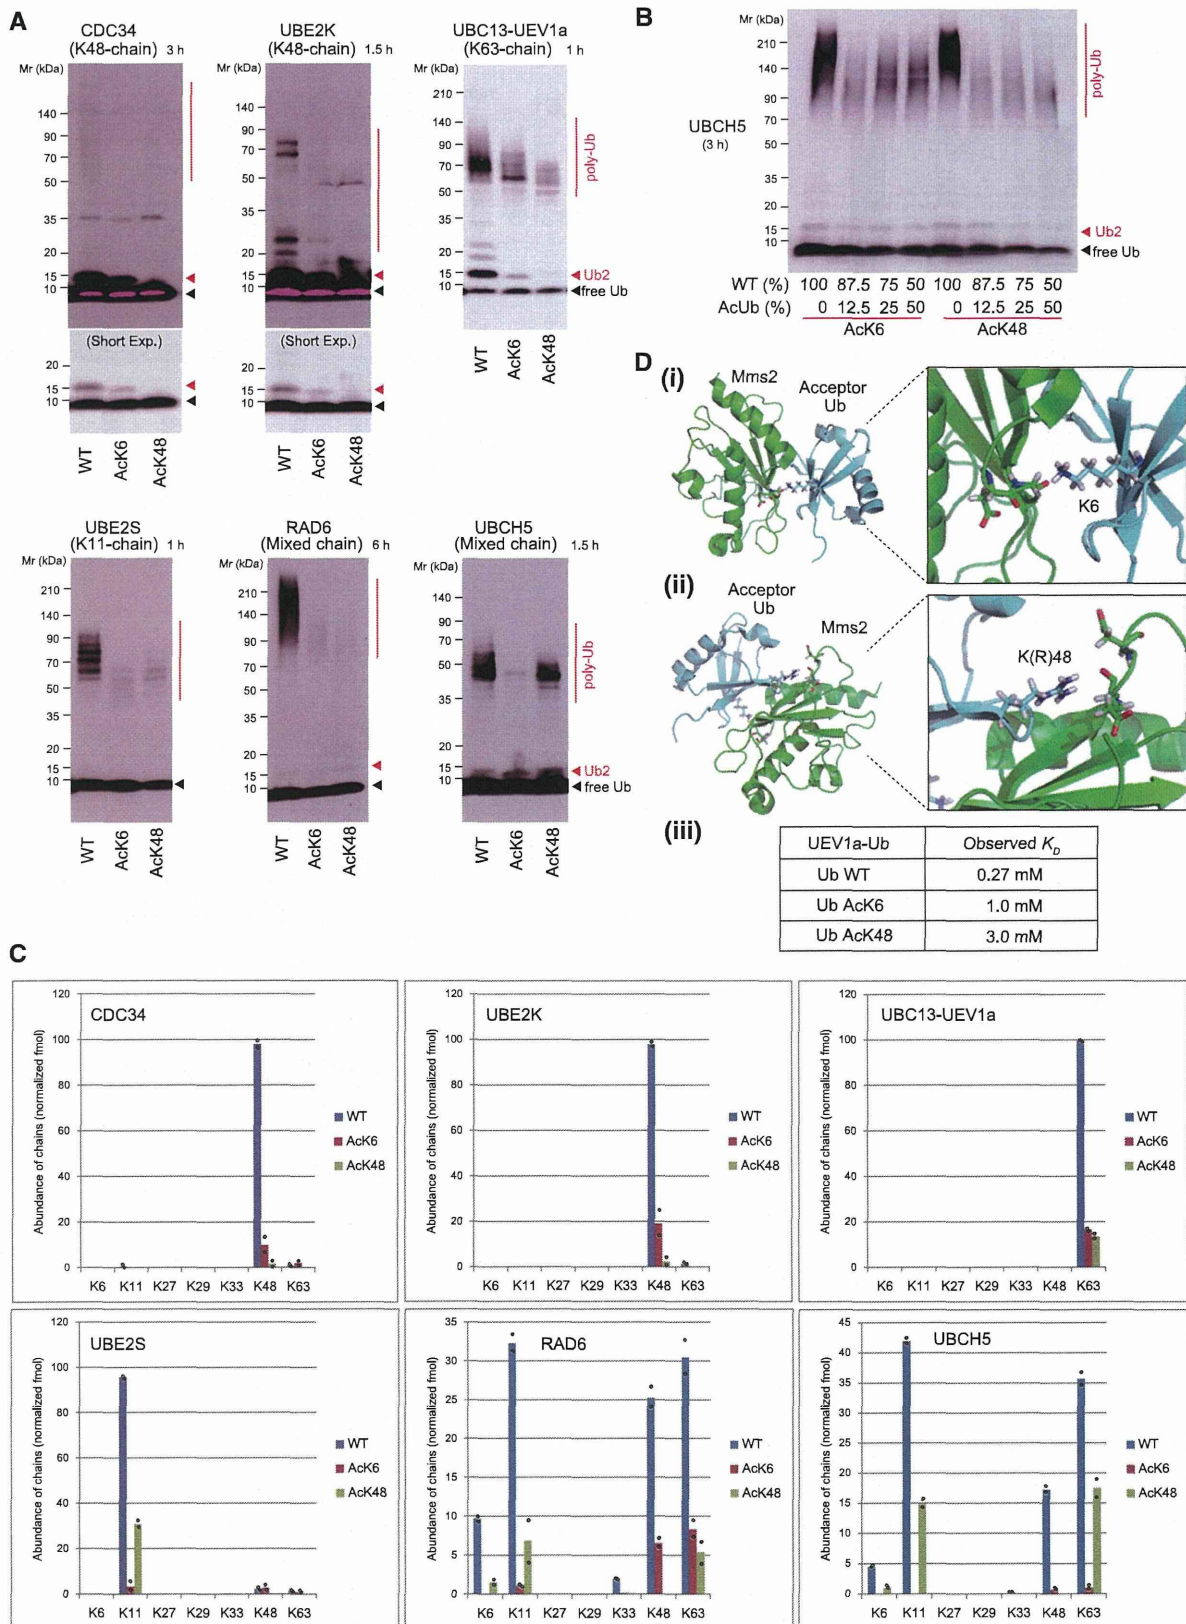 A
CDC34
(K48-chain) 3 h
Mr (kDa)
140
90
70
50
35
20
15
10
(Short Exp.)
20
15
10
WT
AcK6
AcK48
UBE2K
(K48-chain) 1.5 h
Mr (kDa)
140
90
70
50
35
20
15
10
(Short Exp.)
20
15
10
WT
AcK6
AcK48
UBC13-UEV1a
(K63-chain) 1 h
Mr (kDa)
210
140
90
70
50
35
20
15
10
poly-Ub
Ub2
free Ub
WT
AcK6
AcK48
UBE2S
(K11-chain) 1 h
Mr (kDa)
210
140
90
70
50
35
20
15
10
WT
AcK6
AcK48
RAD6
(Mixed chain) 6 h
Mr (kDa)
210
140
90
70
50
35
20
15
10
WT
AcK6
AcK48
UBCH5
(Mixed chain) 1.5 h
Mr (kDa)
210
140
90
70
50
35
20
15
10
poly-Ub
Ub2
free Ub
WT
AcK6
AcK48
B
Mr (kDa)
210
140
90
70
50
35
20
15
10
UBCH5
(3 h)
poly-Ub
Ub2
free Ub
WT (%) 100 87.5 75 50 100 87.5 75 50
AcUb (%) 0 12.5 25 50 0 12.5 25 50
AcK6 AcK48
D
(i)
Mms2
Acceptor
Ub
K6
(ii)
Acceptor
Ub
Mms2
K(R)48
(iii)
UEV1a-Ub Observed K_D
Ub WT 0.27 mM
Ub AcK6 1.0 mM
Ub AcK48 3.0 mM
C
CDC34
Abundance of chains (normalized fmol)
120
100
80
60
40
20
0
K6 K11 K27 K29 K33 K48 K63
WT
AcK6
AcK48
UBE2K
Abundance of chains (normalized fmol)
120
100
80
60
40
20
0
K6 K11 K27 K29 K33 K48 K63
WT
AcK6
AcK48
UBC13-UEV1a
Abundance of chains (normalized fmol)
120
100
80
60
40
20
0
K6 K11 K27 K29 K33 K48 K63
WT
AcK6
AcK48
UBE2S
Abundance of chains (normalized fmol)
120
100
80
60
40
20
0
K6 K11 K27 K29 K33 K48 K63
WT
AcK6
AcK48
RAD6
Abundance of chains (normalized fmol)
35
30
25
20
15
10
5
0
K6 K11 K27 K29 K33 K48 K63
WT
AcK6
AcK48
UBCH5
Abundance of chains (normalized fmol)
45
40
35
30
25
20
15
10
5
0
K6 K11 K27 K29 K33 K48 K63
WT
AcK6
AcK48